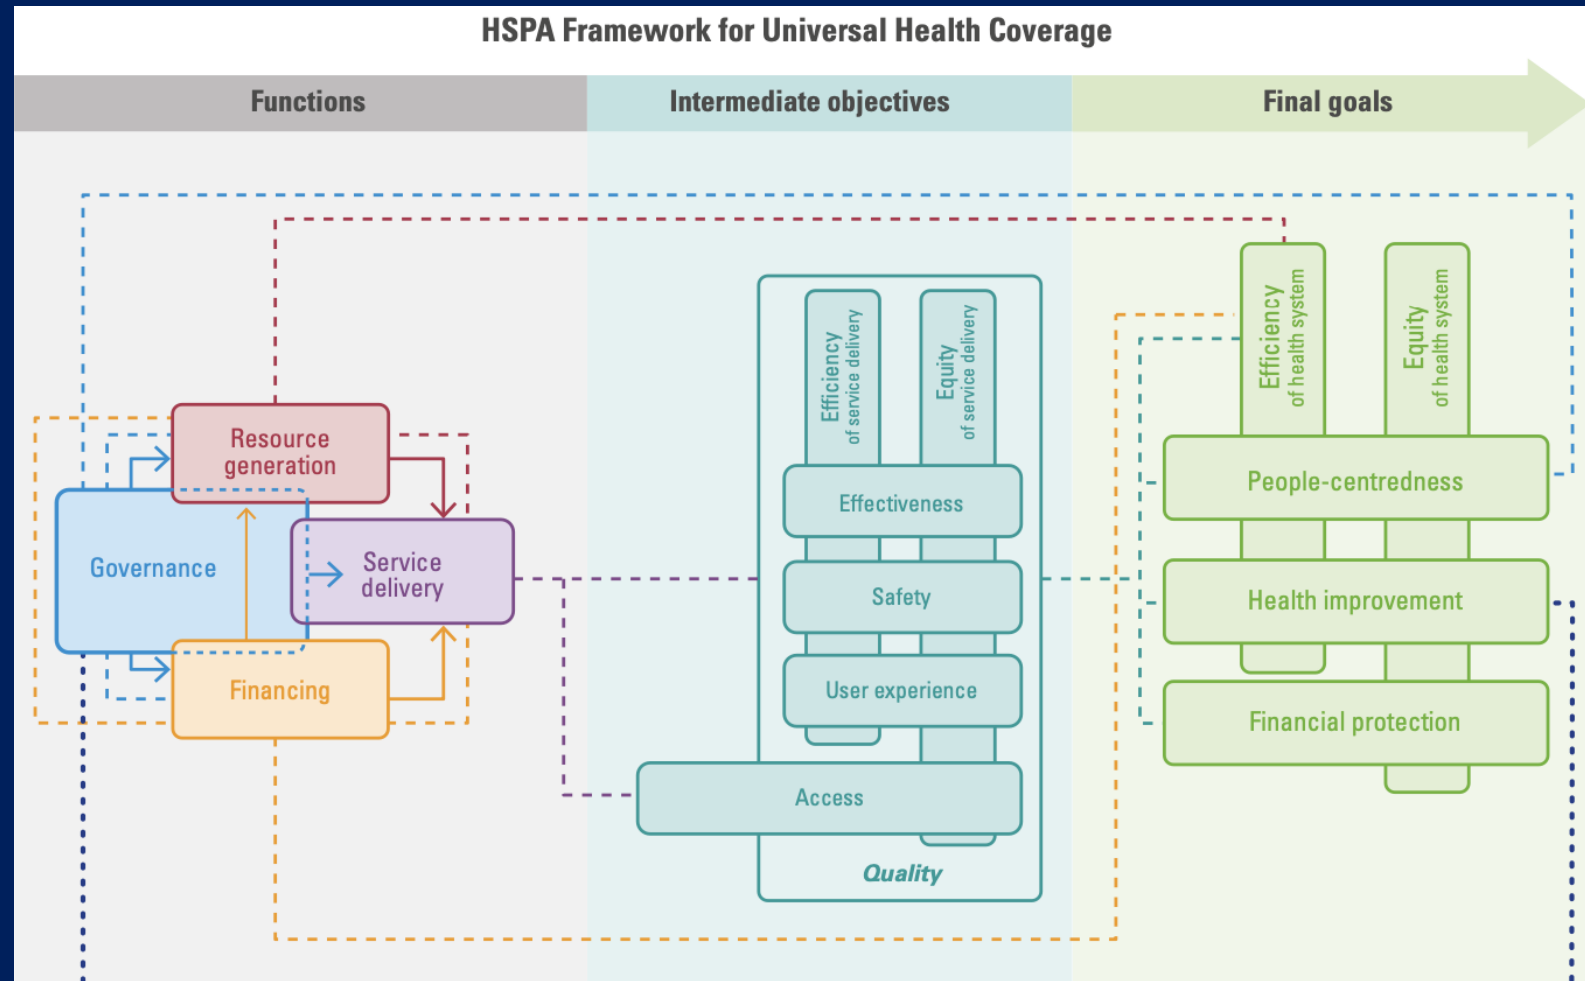 HSPA Framework for Universal Health Coverage
Functions
Intermediate objectives
Final goals
Resource
generation
Governance
Service
delivery
Financing
Efficiency
of service delivery
Equity
of service delivery
Effectiveness
Safety
User experience
Access
Quality
Efficiency
of health system
Equity
of health system
People-centredness
Health improvement
Financial protection